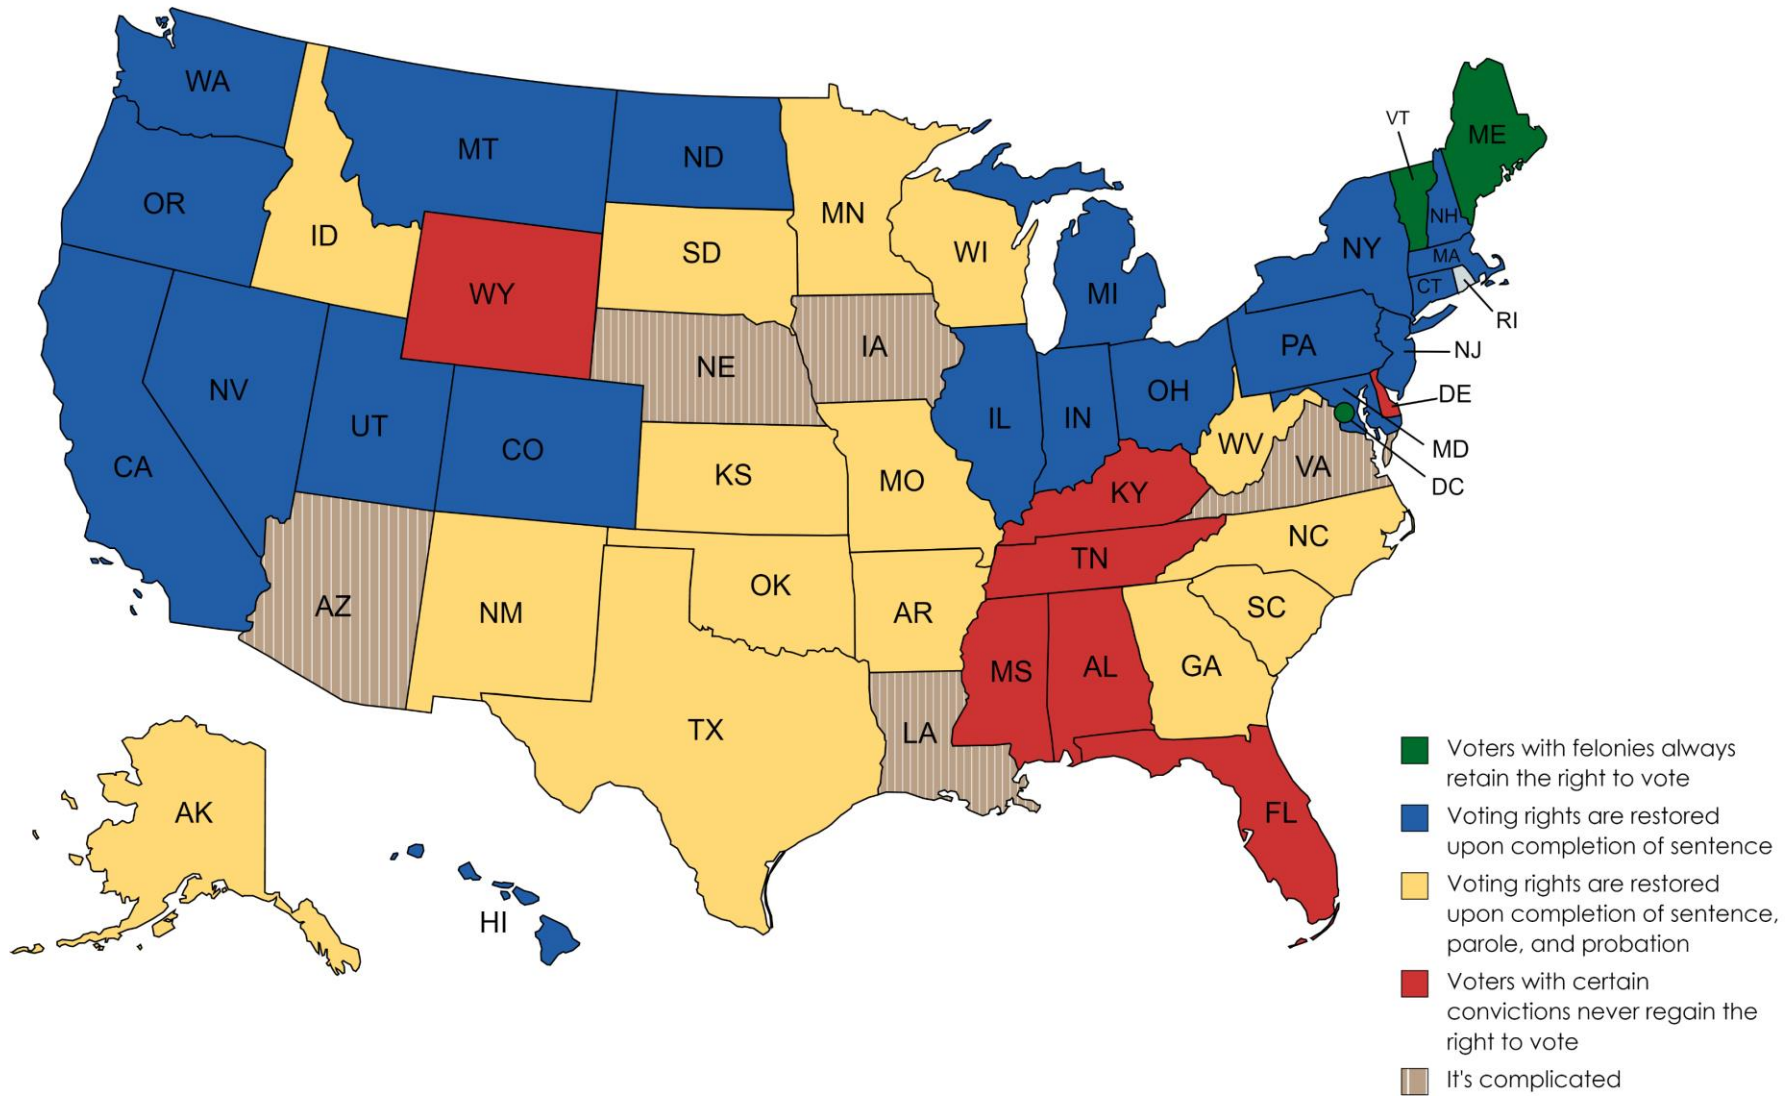 WA
MT
ND
MN
VT
ME
OR
ID
SD
WI
NH
NY
MA
WY
MI
CT
RI
NE
IA
PA
NJ
NV
UT
CO
IL
IN
OH
DE
CA
KS
MO
WV
VA
MD
KY
DC
AZ
NM
OK
AR
TN
NC
SC
MS
AL
GA
TX
LA
AK
HI
FL
Voters with felonies always
retain the right to vote
Voting rights are restored
upon completion of sentence
Voting rights are restored
upon completion of sentence,
parole, and probation
Voters with certain
convictions never regain the
right to vote
It's complicated